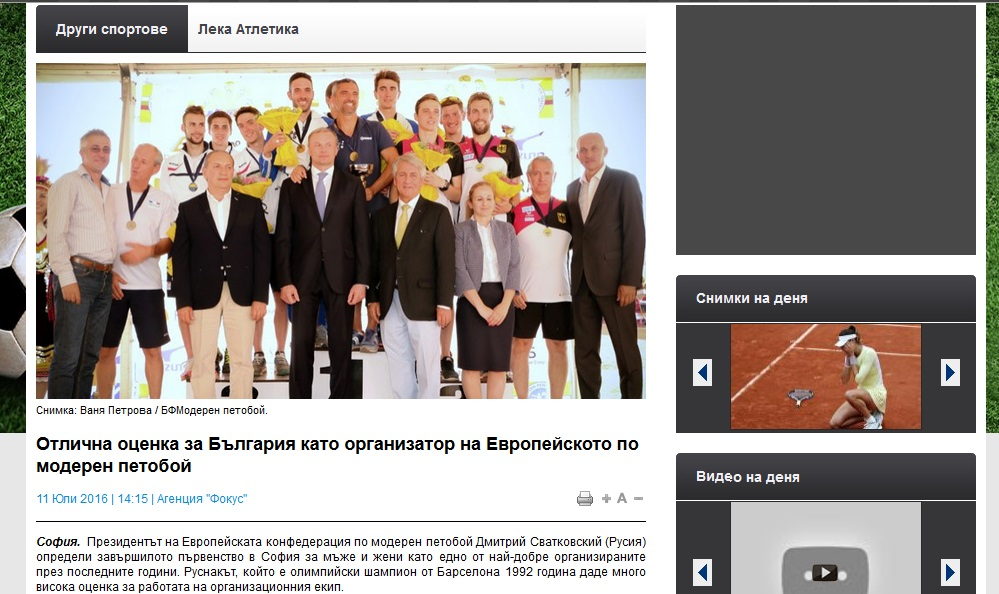 Други спортове
Лека Атлетика
1
Снимка: Ваня Петрова / БФМодерен петобой.
Отлична оценка за България като организатор на Европейското по
модерен петобой
11 Юли 2016 | 14:15 | Агенция "Фокус"
+ A −
София. Президентът на Европейската конфедерация по модерен петобой Дмитрий Сватковский (Русия)
определи завършилото първенство в София за мъже и жени като едно от най-добре организираните
през последните години. Руснакът, който е олимпийски шампион от Барселона 1992 година даде много
висока оценка за работата на организационния екип.
Снимки на деня
Видео на деня